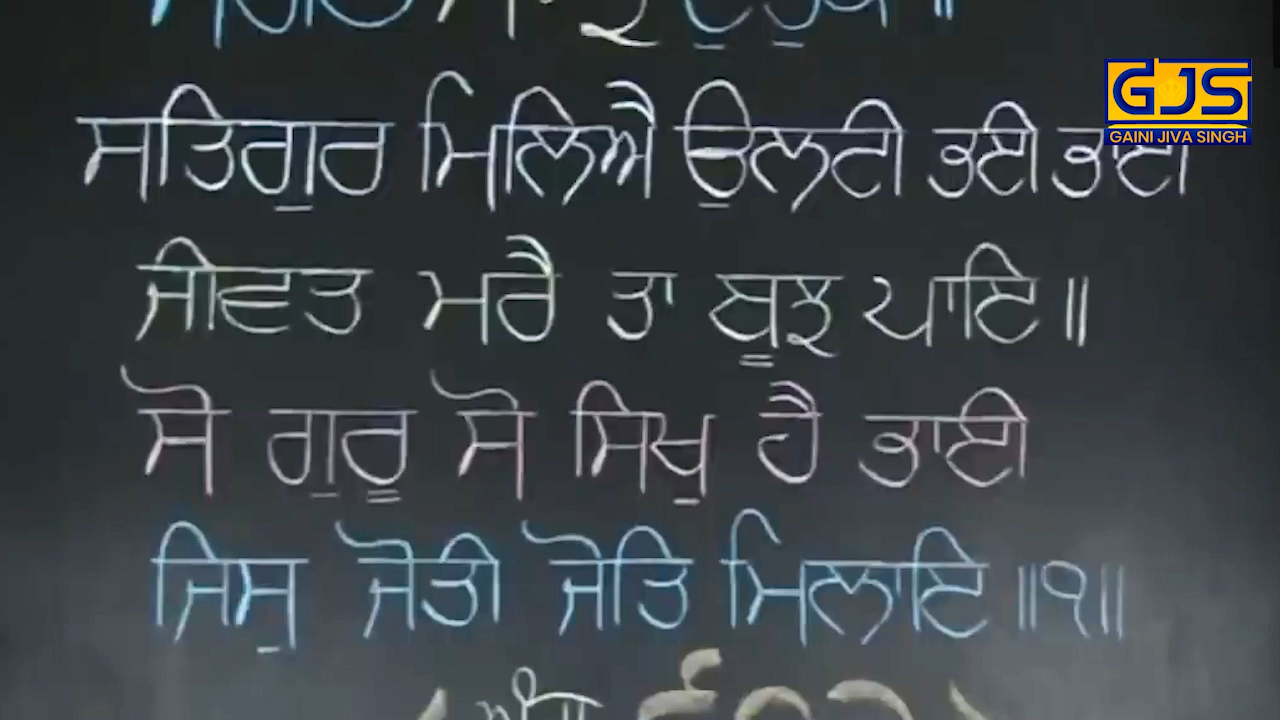 GJS
GAINI JIVA SINGH
ਸਤਿਗੁਰ ਮਿਲਿਐ ਉਲਟੀ ਭਈ ਭਾਈ
ਜੀਵਤ ਮਰੈ ਤਾ ਬੂਝ ਪਾਇ॥
ਸੋ ਗੁਰੂ ਸੋ ਸਿਖੁ ਹੈ ਭਾਈ
ਜਿਸੁ ਜੋਤੀ ਜੋਤਿ ਮਿਲਾਇ॥੧॥